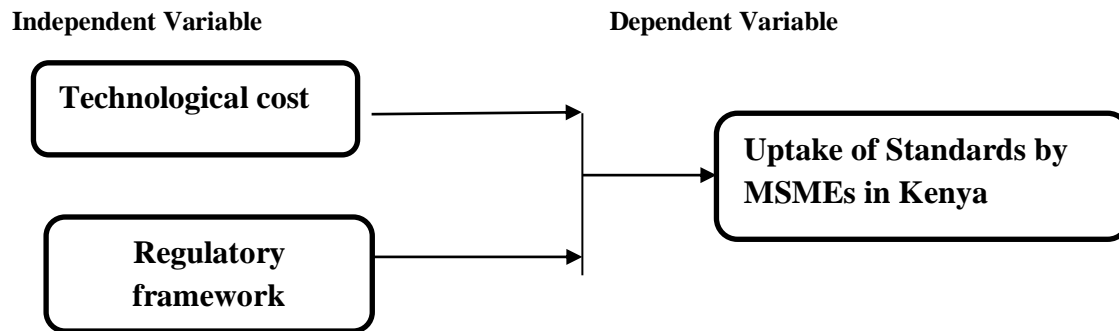 Independent Variable
Dependent Variable
Technological cost
Uptake of Standards by
MSMEs in Kenya
Regulatory
framework